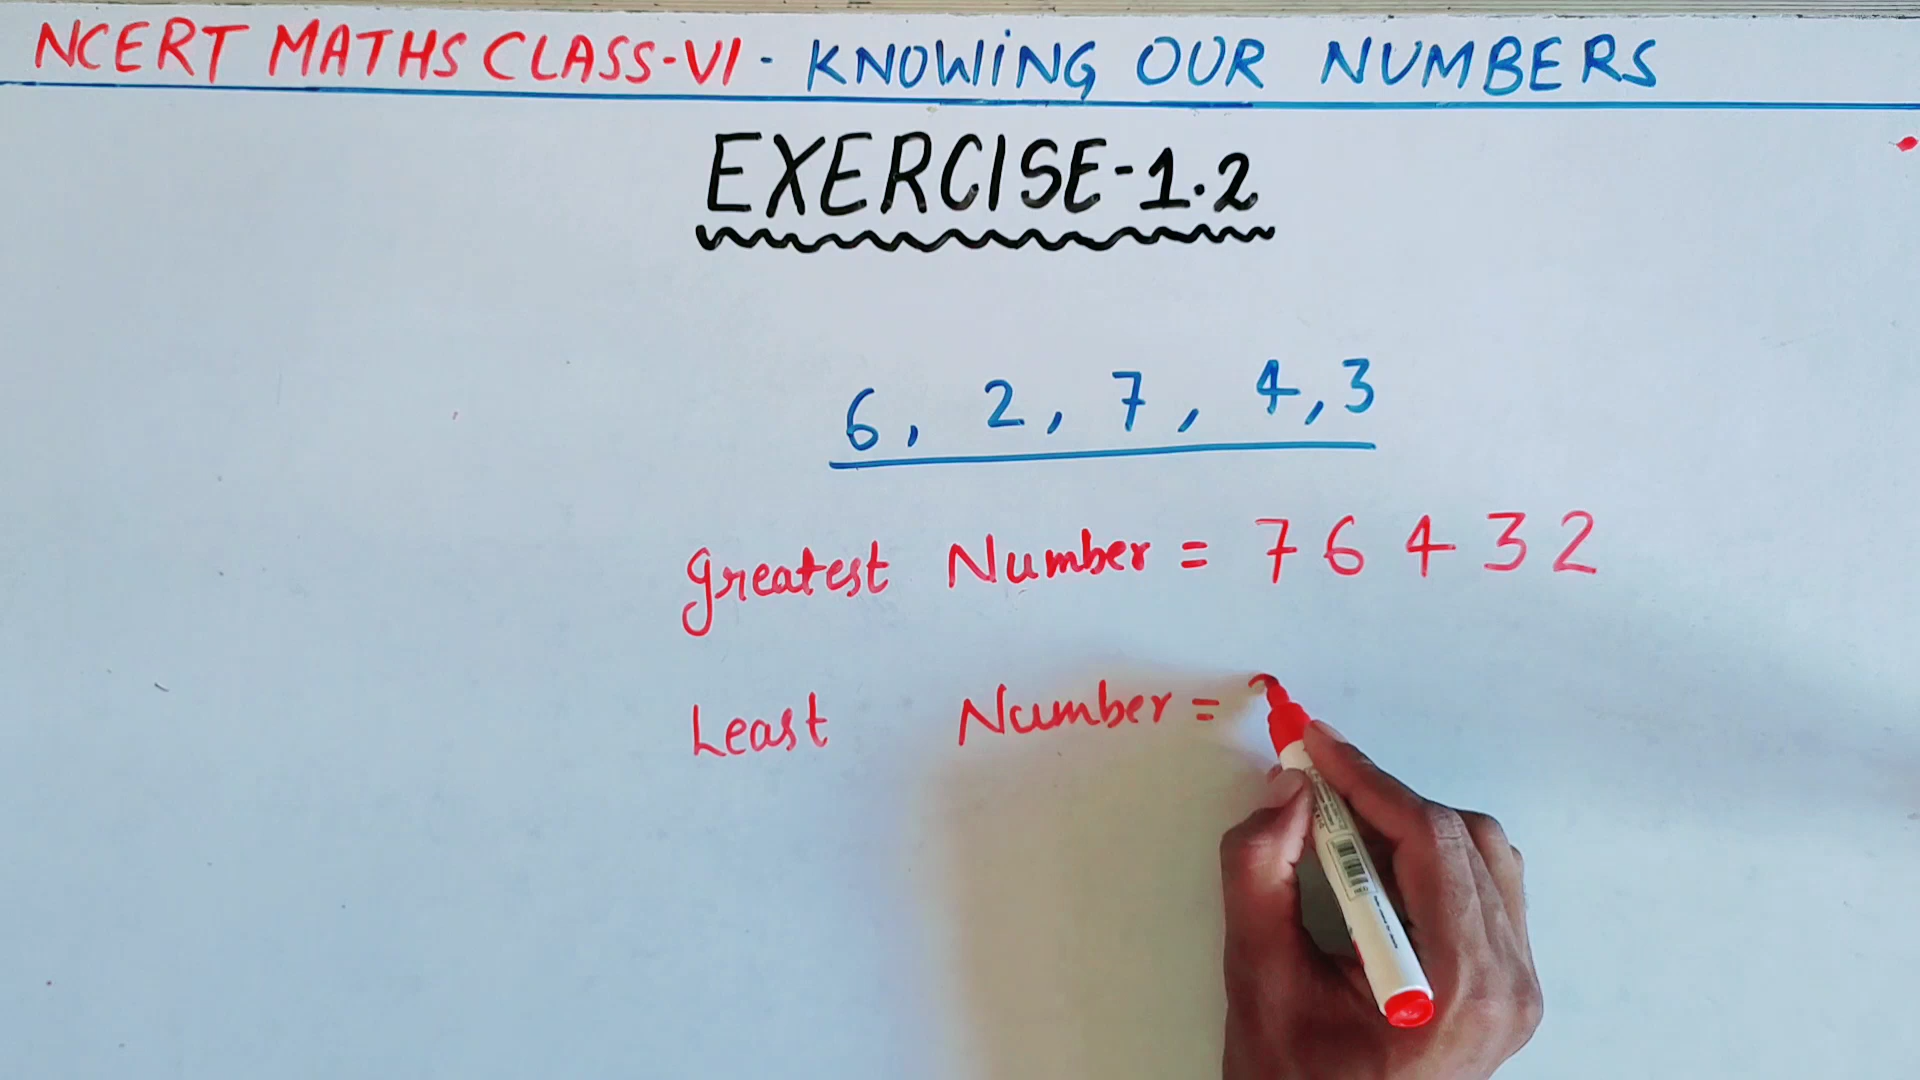 NCERT MATHS CLASS-VI - KNOWING OUR NUMBERS
EXERCISE-1.2
6, 2, 7, 4, 3
Greatest Number = 7 6 4 3 2
Least Number =